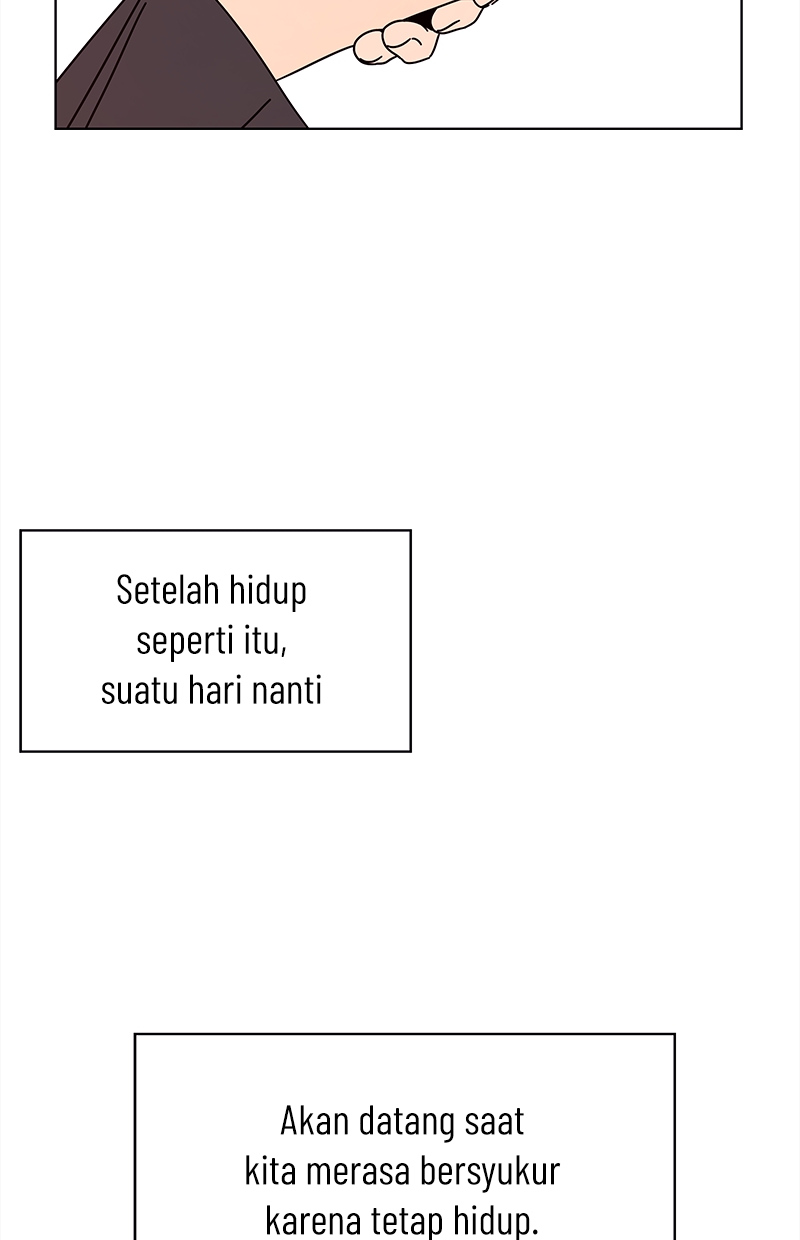 Setelah hidup
seperti itu,
suatu hari nanti
Akan datang saat
kita merasa bersyukur
karena tetap hidup.